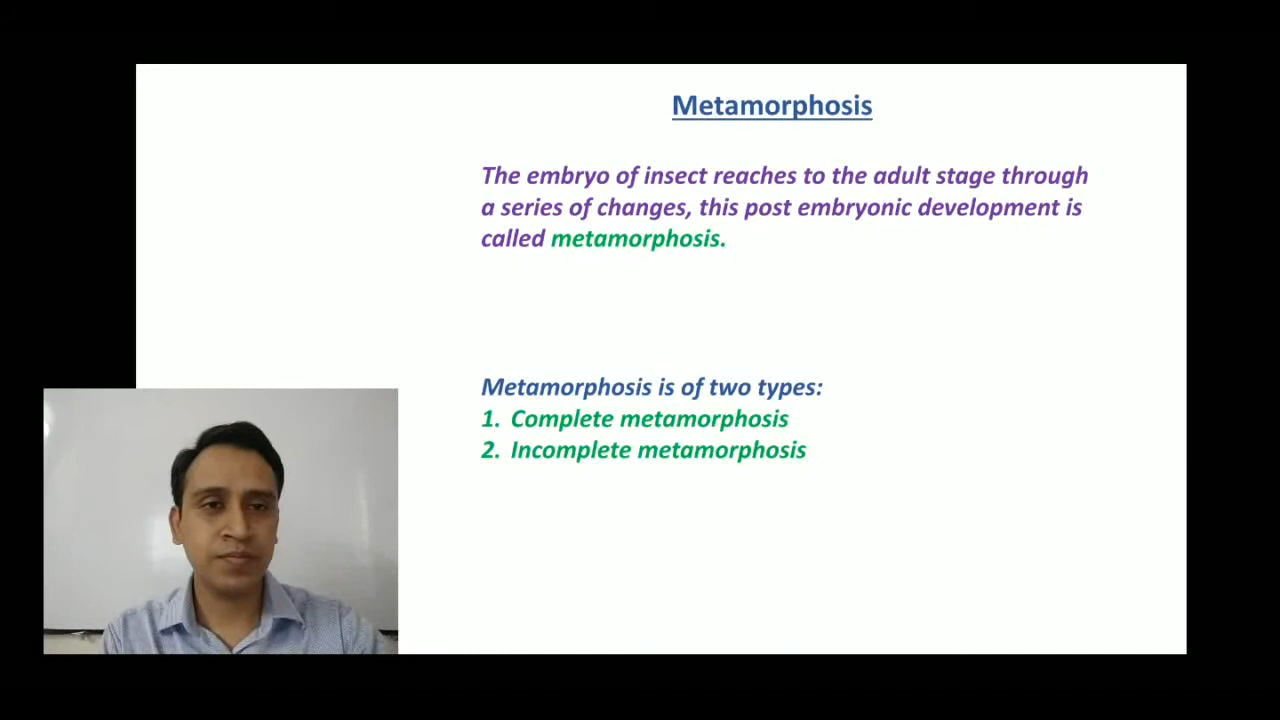 Metamorphosis
The embryo of insect reaches to the adult stage through
a series of changes, this post embryonic development is
called metamorphosis.
Metamorphosis is of two types:
1. Complete metamorphosis
2. Incomplete metamorphosis